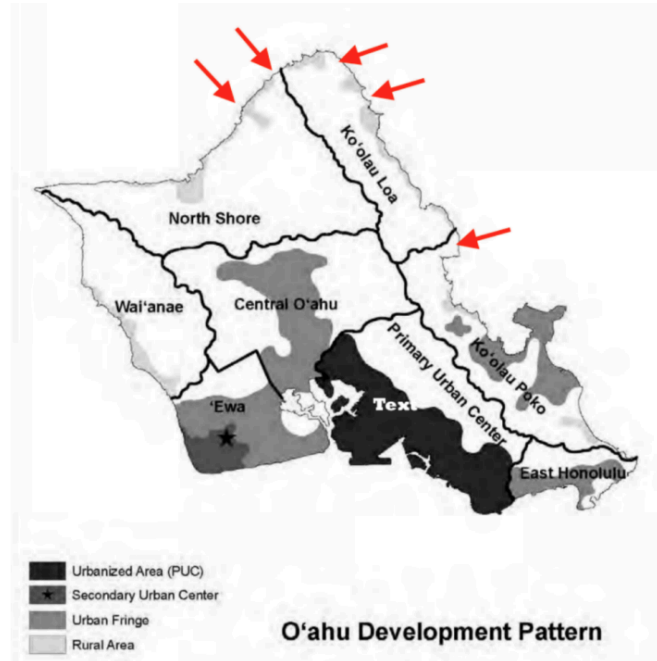 Ko'olau Loa
North Shore
Wai'anae
Central O'ahu
Primary Urban Center
Ko'olau Poko
'Ewa
Text
East Honolulu
Urbanized Area (PUC)
Secondary Urban Center
Urban Fringe
Rural Area
O'ahu Development Pattern